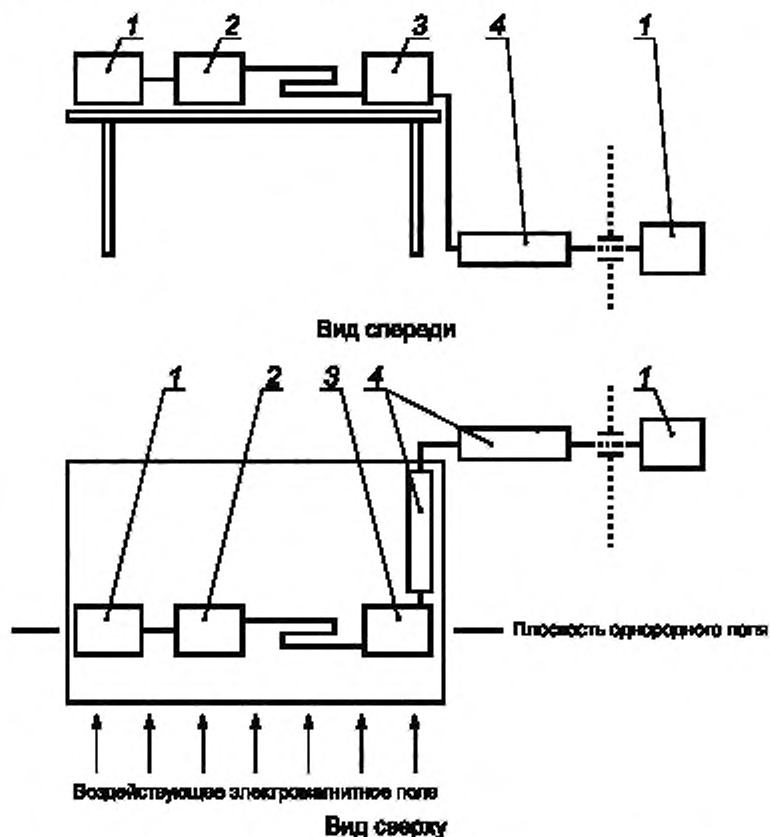 1 2 3 4 1
Вид спереди
1 2 3 4 1
Плоскость однородного поля
Воздействующее электромагнитное поле
Вид сверху